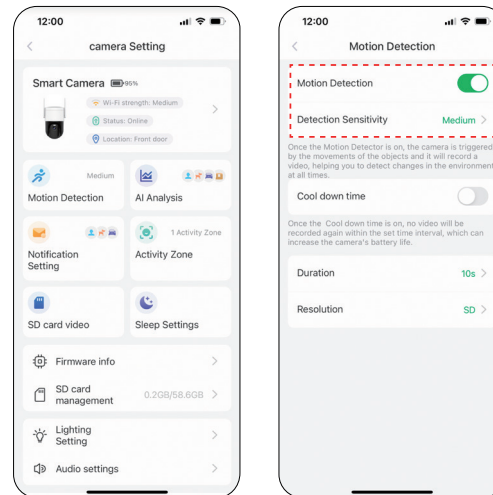 12:00
camera Setting
Smart Camera 95%
Wi-Fi strength: Medium
Status: Online
Location: Front door
Medium
Motion Detection
AI Analysis
Notification
Setting
1 Activity Zone
Activity Zone
SD card video
Sleep Settings
Firmware info
SD card
management
0.2GB/58.6GB
Lighting
Setting
Audio settings
12:00
Motion Detection
Motion Detection
Detection Sensitivity
Medium
Once the Motion Detector is on, the camera is triggered
by the movements of the objects and it will record a
video, helping you to detect changes in the environment
at all times.
Cool down time
Once the Cool down time is on, no video will be
recorded again within the set time interval, which can
increase the camera's battery life.
Duration
10s
Resolution
SD